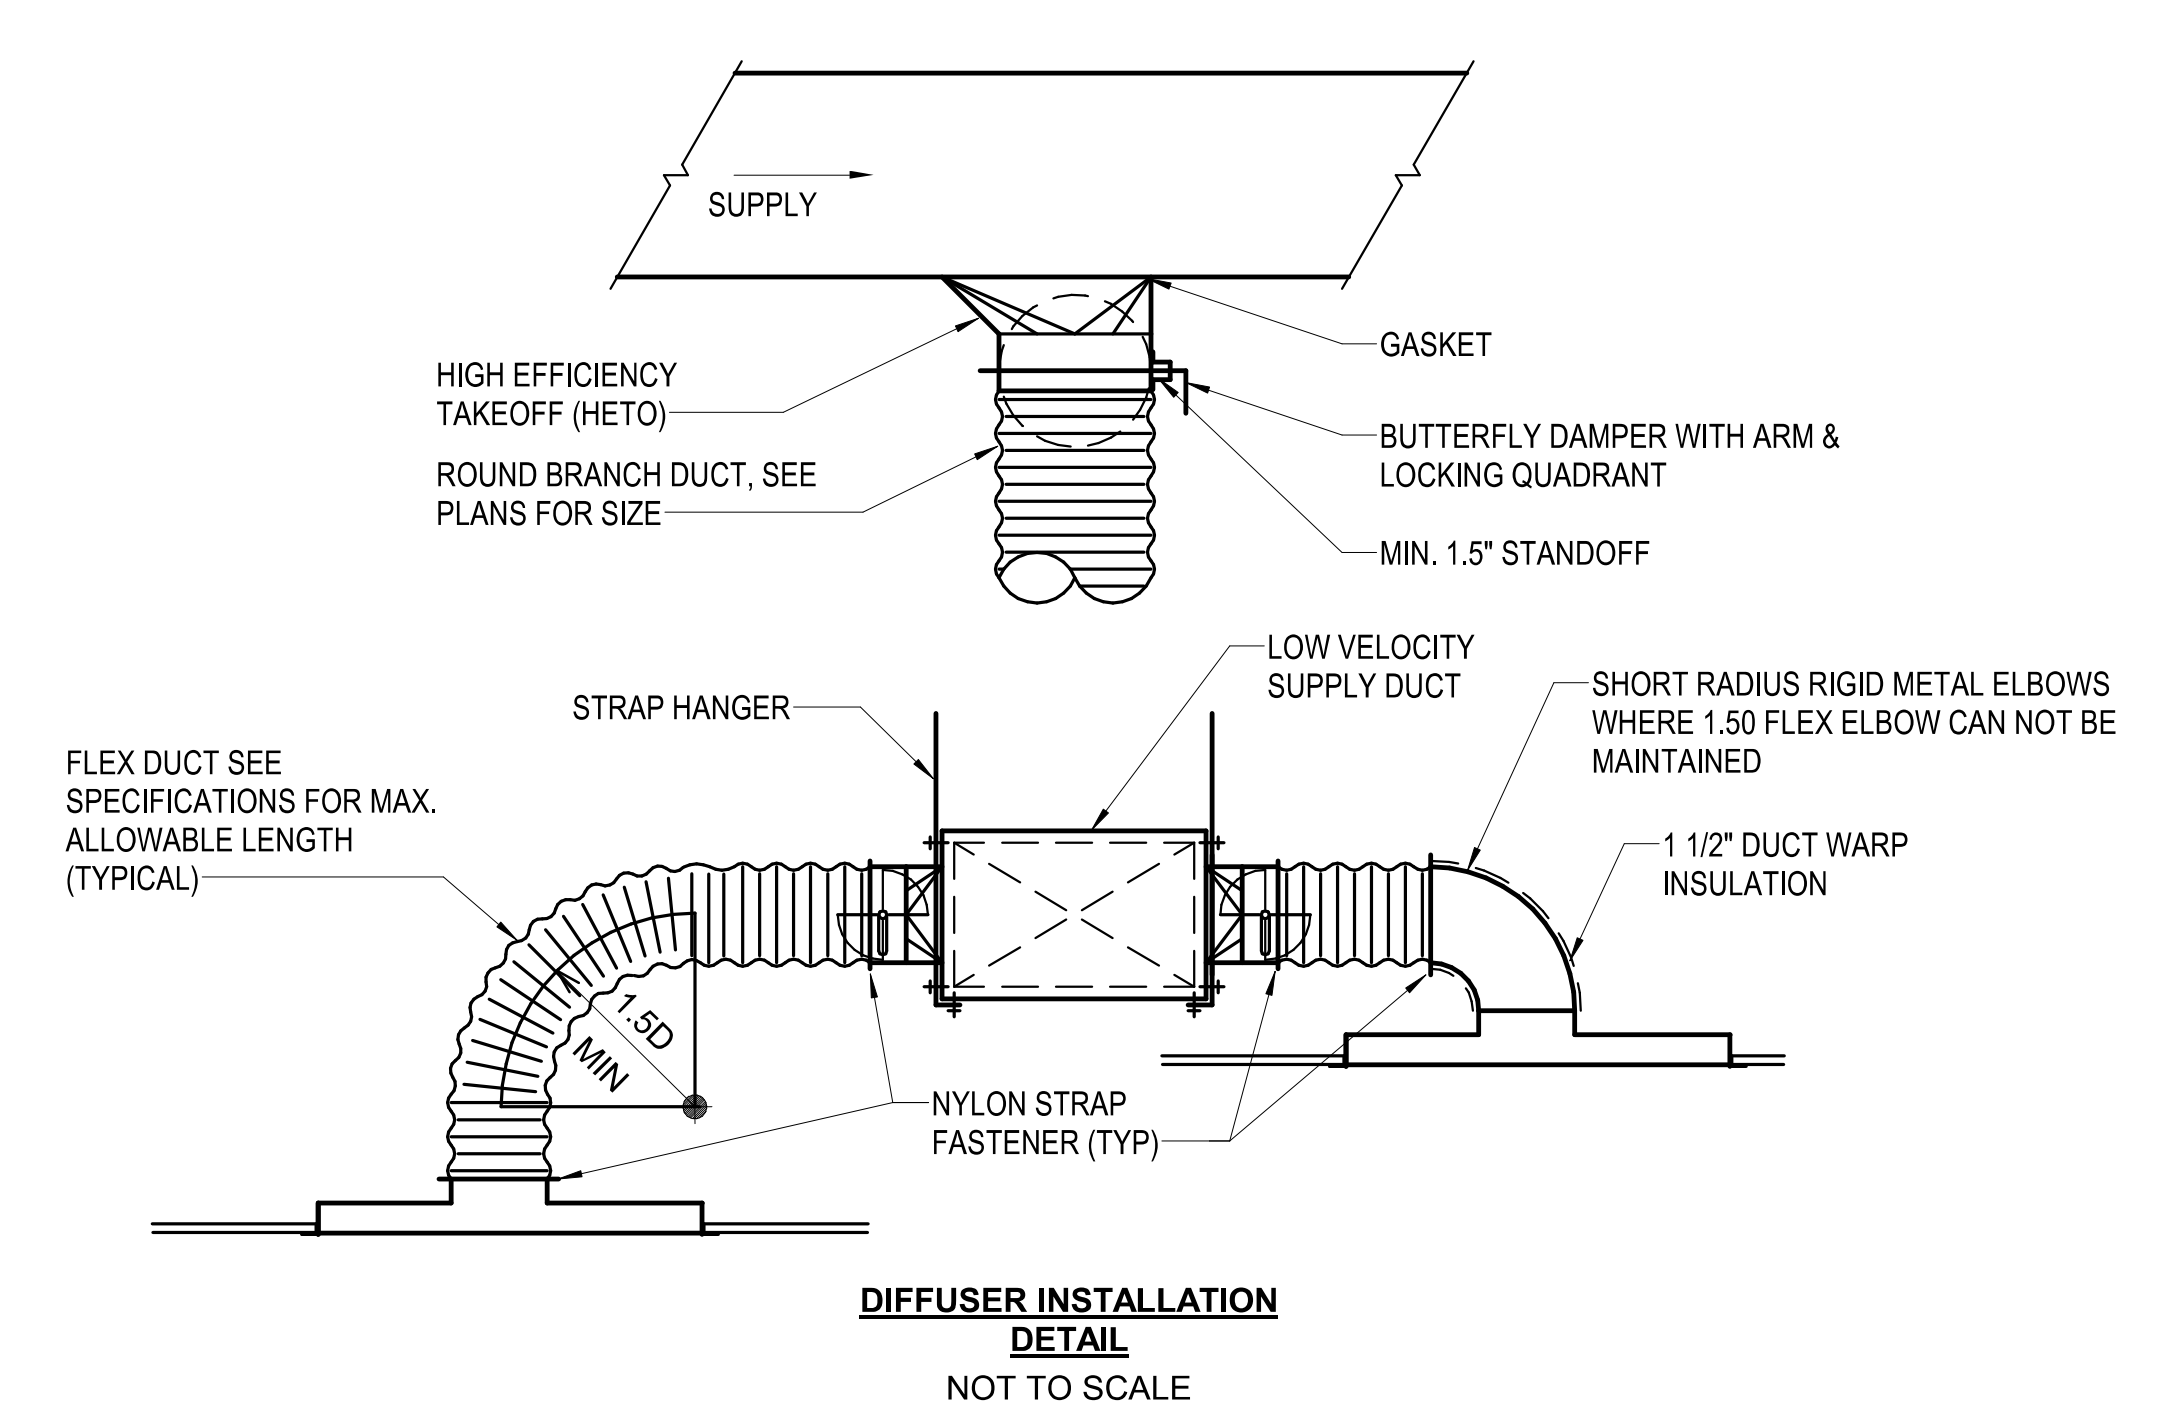 SUPPLY
GASKET
HIGH EFFICIENCY
TAKEOFF (HETO)
BUTTERFLY DAMPER WITH ARM &
LOCKING QUADRANT
ROUND BRANCH DUCT, SEE
PLANS FOR SIZE
MIN. 1.5" STANDOFF
LOW VELOCITY
SUPPLY DUCT
SHORT RADIUS RIGID METAL ELBOWS
WHERE 1.50 FLEX ELBOW CAN NOT BE
MAINTAINED
STRAP HANGER
FLEX DUCT SEE
SPECIFICATIONS FOR MAX.
ALLOWABLE LENGTH
(TYPICAL)
1 1/2" DUCT WARP
INSULATION
1.5D
MIN
NYLON STRAP
FASTENER (TYP)
DIFFUSER INSTALLATION
DETAIL
NOT TO SCALE